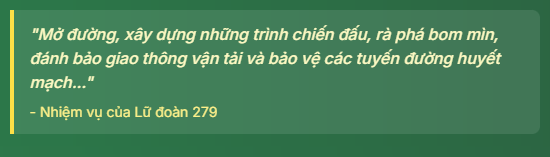 "Mở đường, xây dựng những trình chiến đấu, rà phá bom mìn,
đánh bảo giao thông vận tải và bảo vệ các tuyến đường huyết
mạch..."
- Nhiệm vụ của Lữ đoàn 279